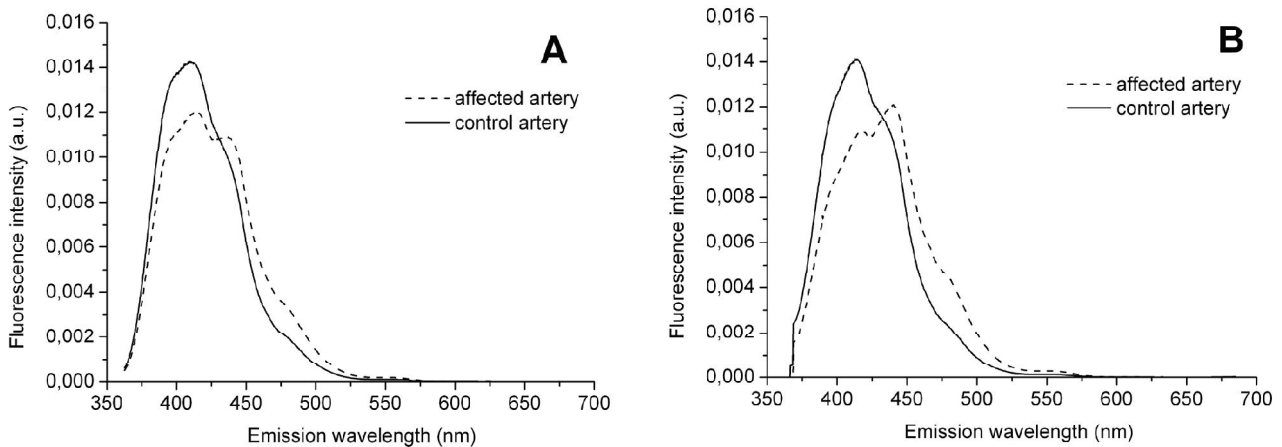 A
0,016
0,014
0,012
0,010
0,008
0,006
0,004
0,002
0,000
Fluorescence intensity (a.u.)
affected artery
control artery
350 400 450 500 550 600 650 700
Emission wavelength (nm)
B
0,016
0,014
0,012
0,010
0,008
0,006
0,004
0,002
0,000
Fluorescence intensity (a.u.)
affected artery
control artery
350 400 450 500 550 600 650 700
Emission wavelength (nm)